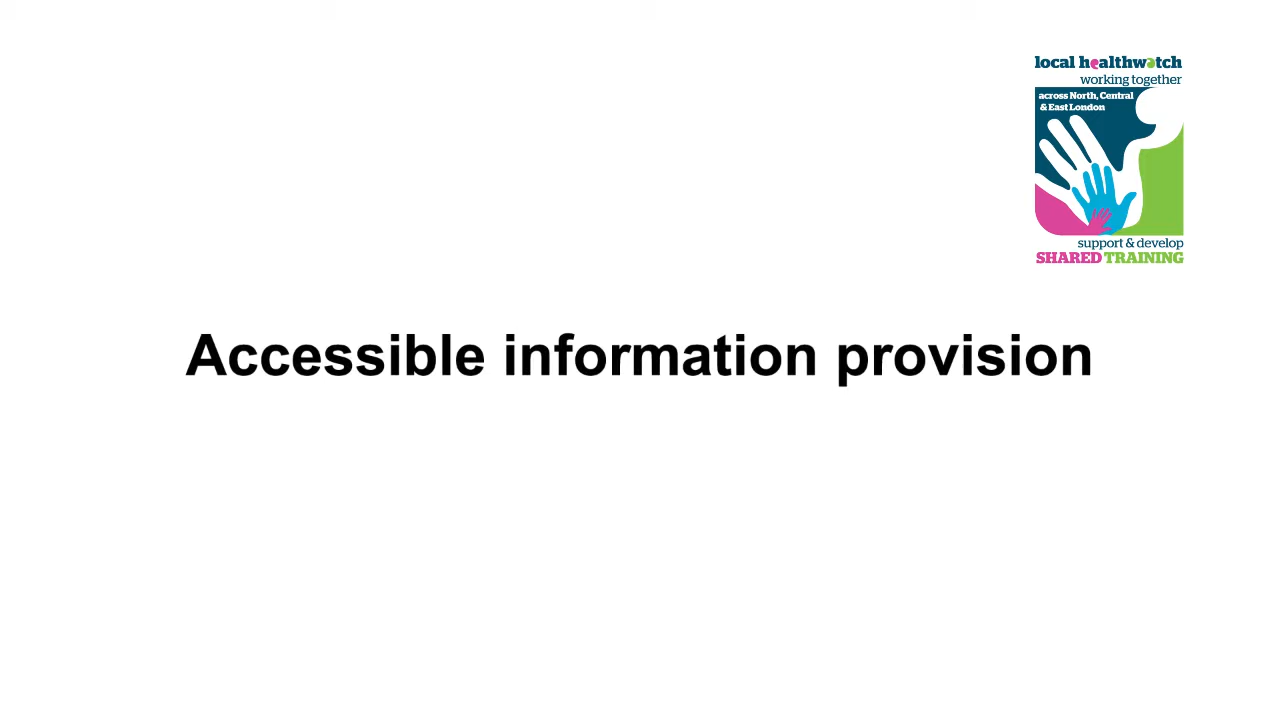 local healthwatch
working together
across North, Central
& East London
support & develop
SHARED TRAINING
Accessible information provision